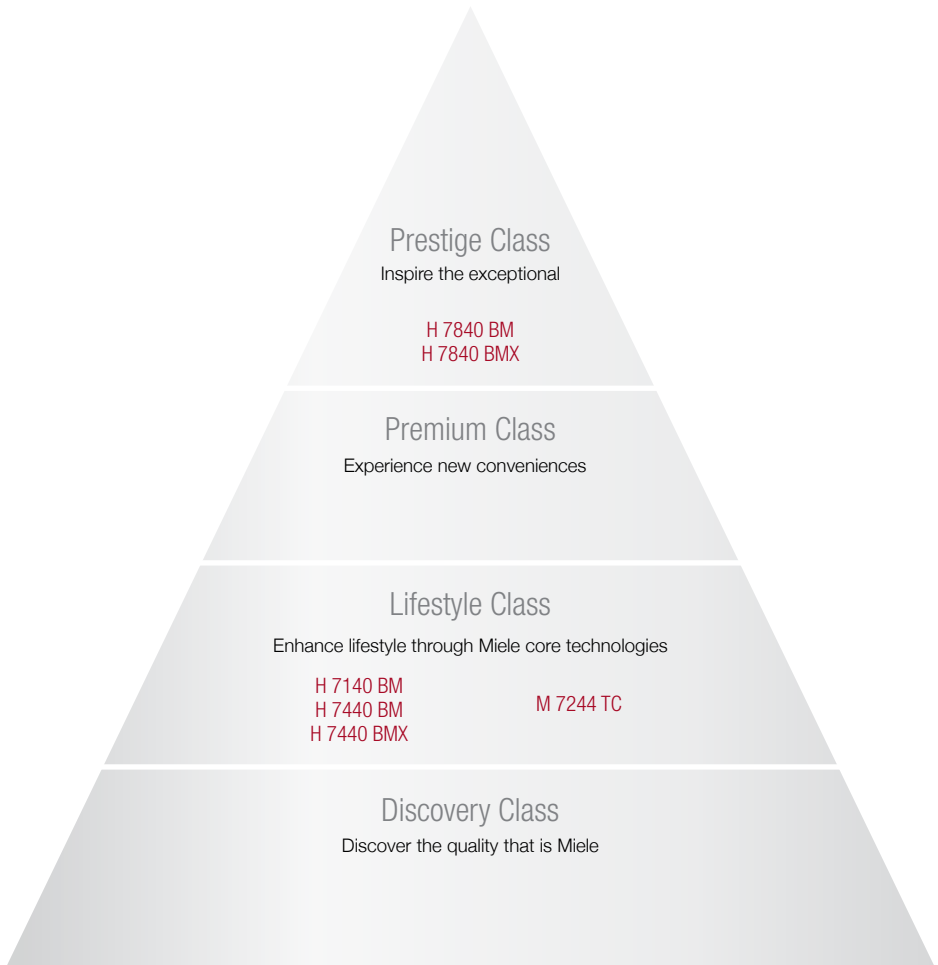 Prestige Class
Inspire the exceptional
H 7840 BM
H 7840 BMX
Premium Class
Experience new conveniences
Lifestyle Class
Enhance lifestyle through Miele core technologies
H 7140 BM
H 7440 BM
H 7440 BMX
M 7244 TC
Discovery Class
Discover the quality that is Miele